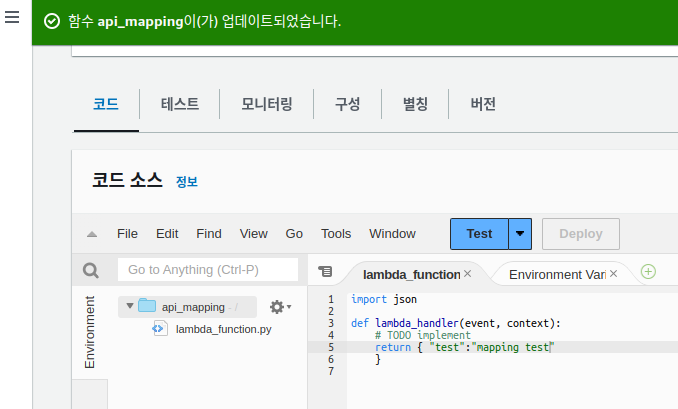 함수 api_mapping이(가) 업데이트되었습니다.
코드 테스트 모니터링 구성 별칭 버전
코드 소스 정보
File Edit Find View Go Tools Window Test Deploy
Go to Anything (Ctrl-P)
lambda_function × Environment Vari ×
Environment
api_mapping - /
lambda_function.py
1 import json
2
3 def lambda_handler(event, context):
4 # TODO implement
5 return { "test":"mapping test"
6 }
7